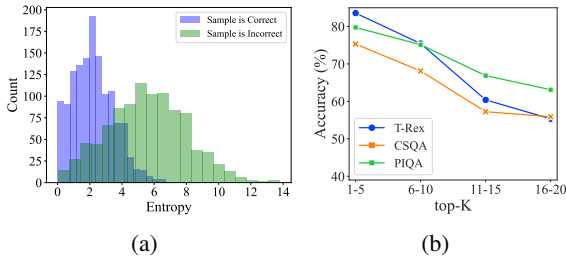 200
175
150
125
100
75
50
25
0
Count
Sample is Correct
Sample is Incorrect
0 2 4 6 8 10 12 14
Entropy
(a)
80
70
60
50
40
Accuracy (%)
T-Rex
CSQA
PIQA
1-5 6-10 11-15 16-20
top-K
(b)